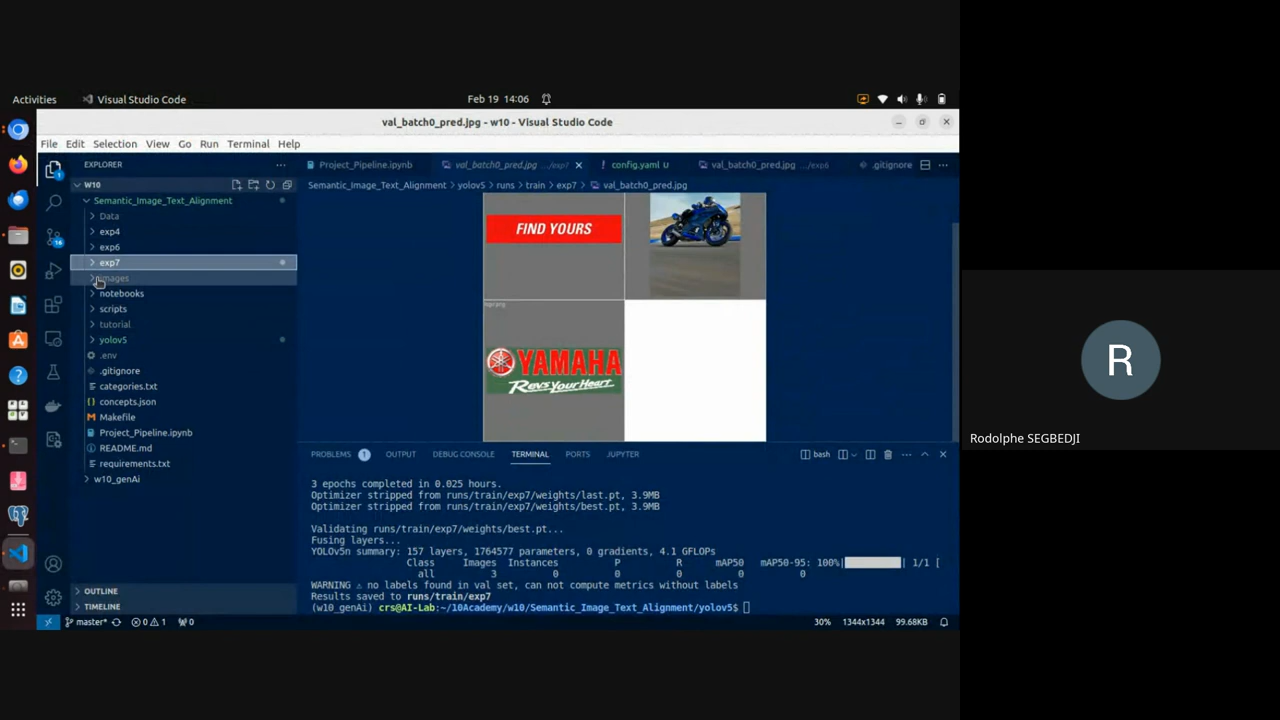 Activities
Visual Studio Code
Feb 19 14:06
val_batch0_pred.jpg - w10 - Visual Studio Code
File Edit Selection View Go Run Terminal Help
EXPLORER
Project_Pipeline.ipynb
val_batch0_pred.jpg .../exp7
config.yaml U
val_batch0_pred.jpg .../exp6
.gitignore
W10
Semantic_Image_Text_Alignment > yolov5 > runs > train > exp7 > val_batch0_pred.jpg
Semantic_Image_Text_Alignment
Data
exp4
exp6
exp7
images
notebooks
scripts
tutorial
yolov5
.env
.gitignore
categories.txt
concepts.json
Makefile
Project_Pipeline.ipynb
README.md
requirements.txt
w10_genAi
OUTLINE
TIMELINE
FIND YOURS
YAMAHA
Revs Your Heart
PROBLEMS 1 OUTPUT DEBUG CONSOLE TERMINAL PORTS JUPYTER
bash
3 epochs completed in 0.025 hours.
Optimizer stripped from runs/train/exp7/weights/last.pt, 3.9MB
Optimizer stripped from runs/train/exp7/weights/best.pt, 3.9MB
Validating runs/train/exp7/weights/best.pt...
Fusing layers...
YOLOv5n summary: 157 layers, 1764577 parameters, 0 gradients, 4.1 GFLOPs
Class Images Instances P R mAP50 mAP50-95: 100%| | 1/1 [
all 3 0 0 0 0 0
WARNING ⚠ no labels found in val set, can not compute metrics without labels
Results saved to runs/train/exp7
(w10_genAi) crs@AI-Lab:~/10Academy/w10/Semantic_Image_Text_Alignment/yolov5$
master* 0 1 0
30% 1344x1344 99.68KB
R
Rodolphe SEGBEDJI